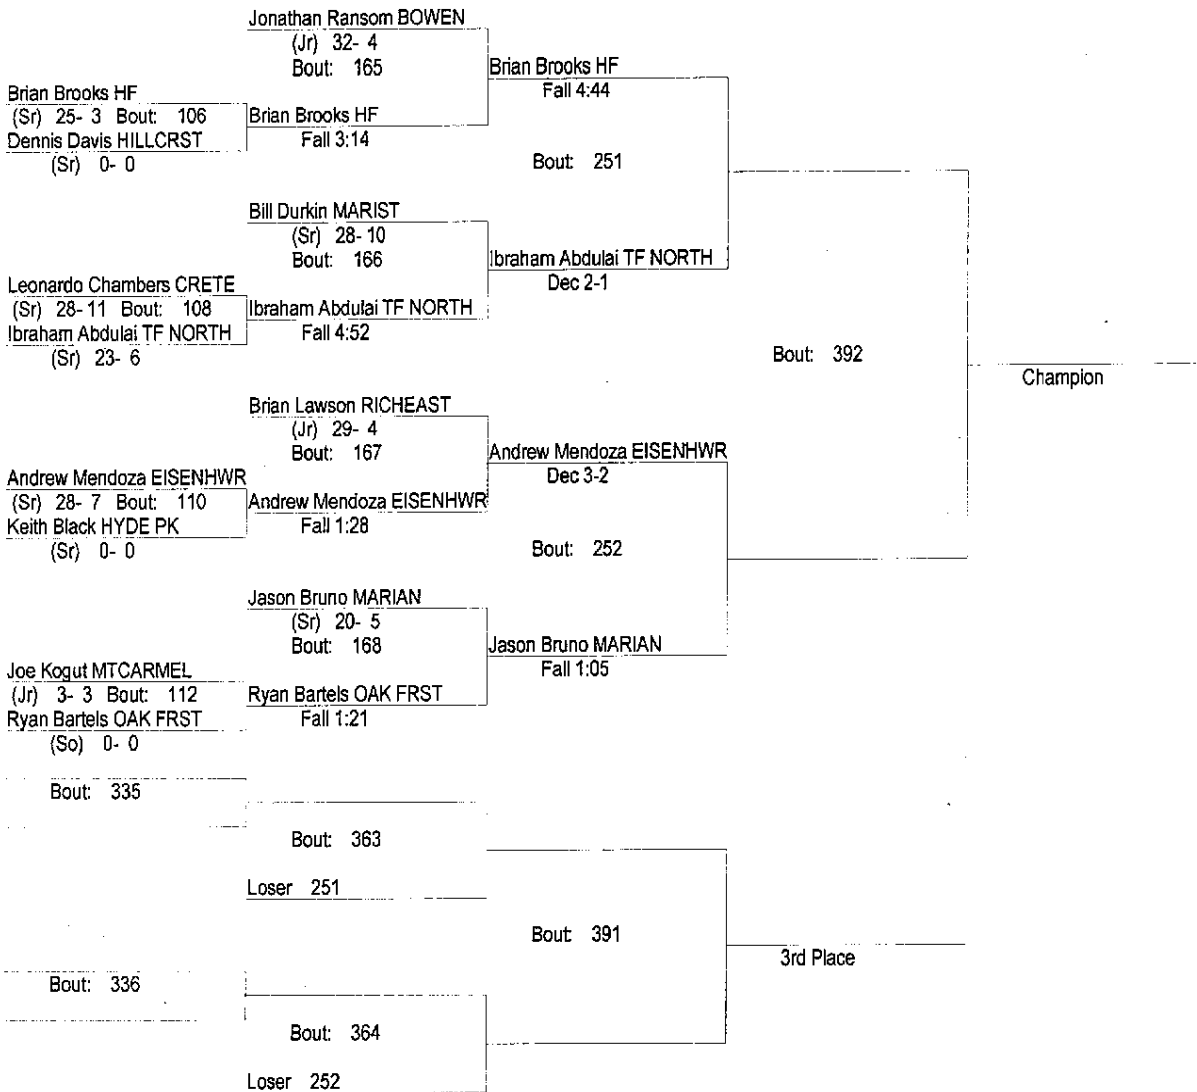 Jonathan Ransom BOWEN
(Jr) 32- 4
Bout: 165
Brian Brooks HF
Fall 4:44
Brian Brooks HF
(Sr) 25- 3 Bout: 106
Brian Brooks HF
Dennis Davis HILLCRST
Fall 3:14
(Sr) 0- 0
Bout: 251
Bill Durkin MARIST
(Sr) 28-10
Bout: 166
Ibraham Abdulai TF NORTH
Dec 2-1
Leonardo Chambers CRETE
(Sr) 28-11 Bout: 108
Ibraham Abdulai TF NORTH
Ibraham Abdulai TF NORTH
Fall 4:52
(Sr) 23- 6
Bout: 392
Champion
Brian Lawson RICHEAST
(Jr) 29- 4
Bout: 167
Andrew Mendoza EISENHWR
Dec 3-2
Andrew Mendoza EISENHWR
(Sr) 28- 7 Bout: 110
Andrew Mendoza EISENHWR
Keith Black HYDE PK
Fall 1:28
(Sr) 0- 0
Bout: 252
Jason Bruno MARIAN
(Sr) 20- 5
Bout: 168
Jason Bruno MARIAN
Fall 1:05
Joe Kogut MTCARMEL
(Jr) 3- 3 Bout: 112
Ryan Bartels OAK FRST
Ryan Bartels OAK FRST
Fall 1:21
(So) 0- 0
Bout: 335
Bout: 363
Loser 251
Bout: 391
3rd Place
Bout: 336
Bout: 364
Loser 252